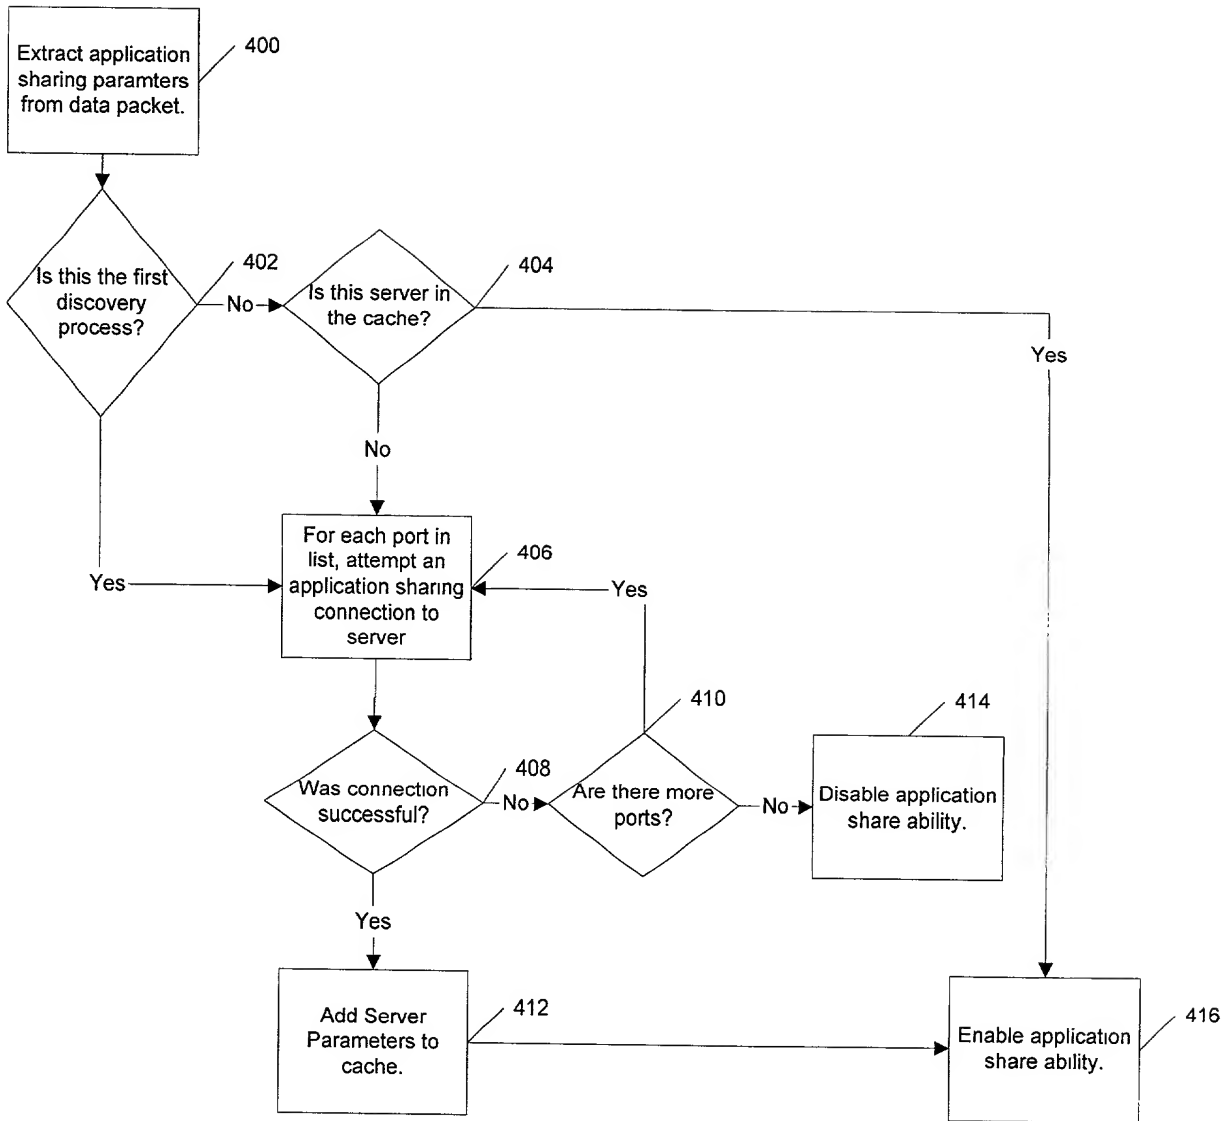 Extract application
sharing paramters
from data packet.
400
Is this the first
discovery
process?
402
No
Is this server in
the cache?
404
Yes
No
For each port in
list, attempt an
application sharing
connection to
server
406
Yes
Yes
Was connection
successful?
408
No
Are there more
ports?
410
No
Disable application
share ability.
414
Yes
Add Server
Parameters to
cache.
412
Enable application
share ability.
416